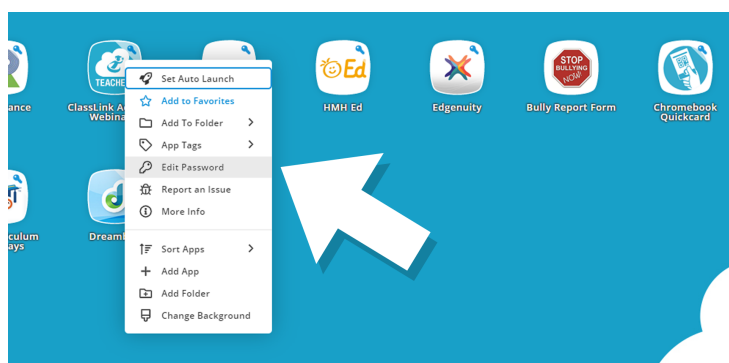 TEACHE
Ed
STOP
BULLYING
NOW!
ance
ClassLink A
Webina
HMH Ed
Edgenuity
Bully Report Form
Chromebook
Quickcard
Set Auto Launch
Add to Favorites
Add To Folder
App Tags
Edit Password
Report an Issue
More Info
Sort Apps
Add App
Add Folder
Change Background
culum
ays
Dream